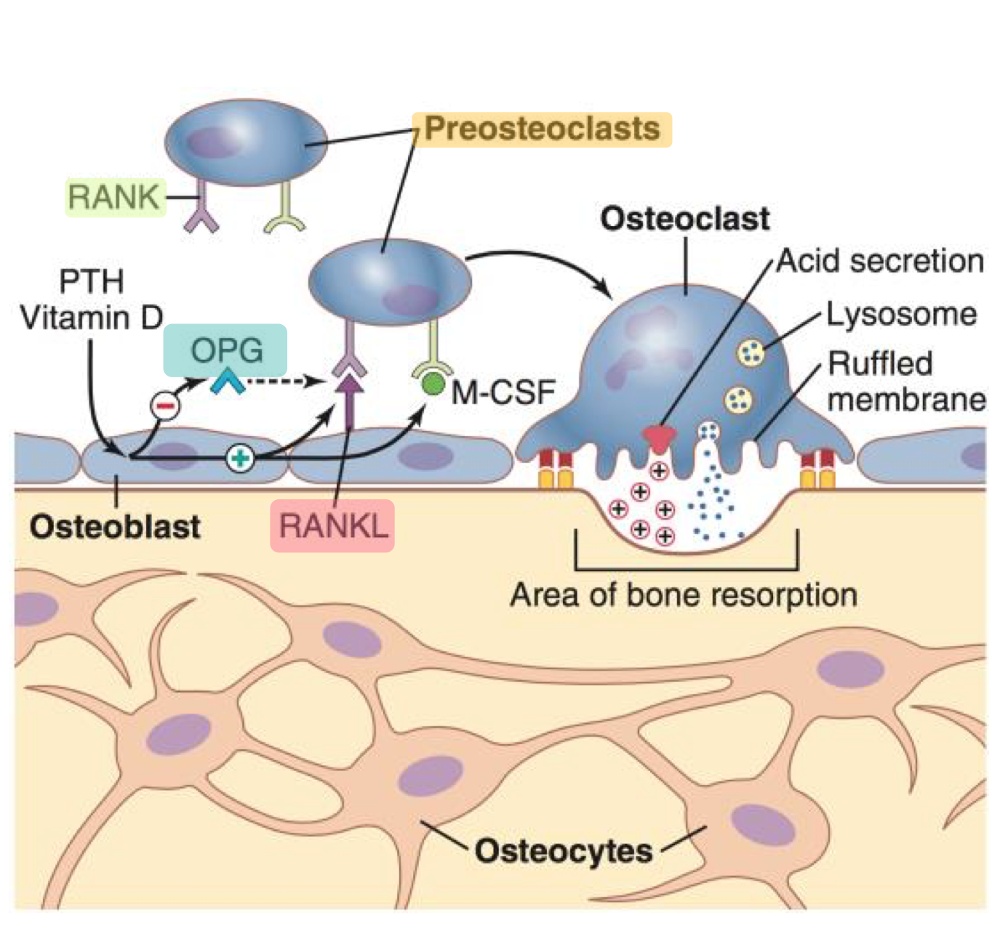 Preosteoclasts
RANK
Osteoclast
Acid secretion
PTH
Vitamin D
Lysosome
OPG
Ruffled
membrane
M-CSF
Osteoblast
RANKL
Area of bone resorption
Osteocytes